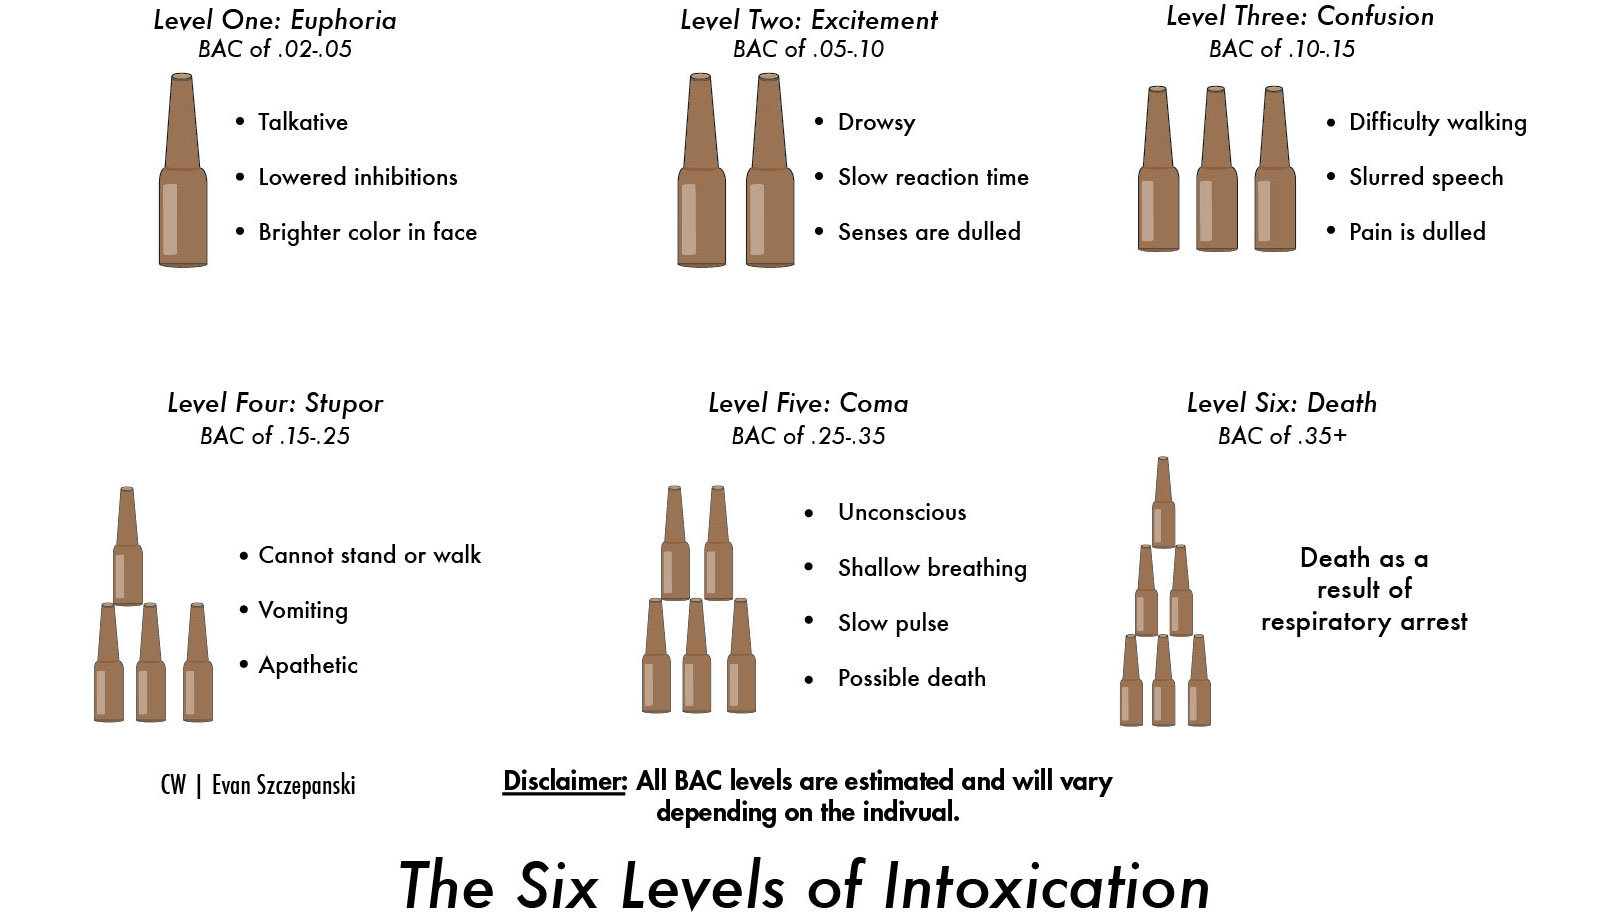 Level One: Euphoria
BAC of .02-.05
• Talkative
• Lowered inhibitions
• Brighter color in face
Level Two: Excitement
BAC of .05-.10
• Drowsy
• Slow reaction time
• Senses are dulled
Level Three: Confusion
BAC of .10-.15
• Difficulty walking
• Slurred speech
• Pain is dulled
Level Four: Stupor
BAC of .15-.25
• Cannot stand or walk
• Vomiting
• Apathetic
Level Five: Coma
BAC of .25-.35
• Unconscious
• Shallow breathing
• Slow pulse
• Possible death
Level Six: Death
BAC of .35+
Death as a
result of
respiratory arrest
CW | Evan Szczepanski
Disclaimer: All BAC levels are estimated and will vary
depending on the indivual.
The Six Levels of Intoxication